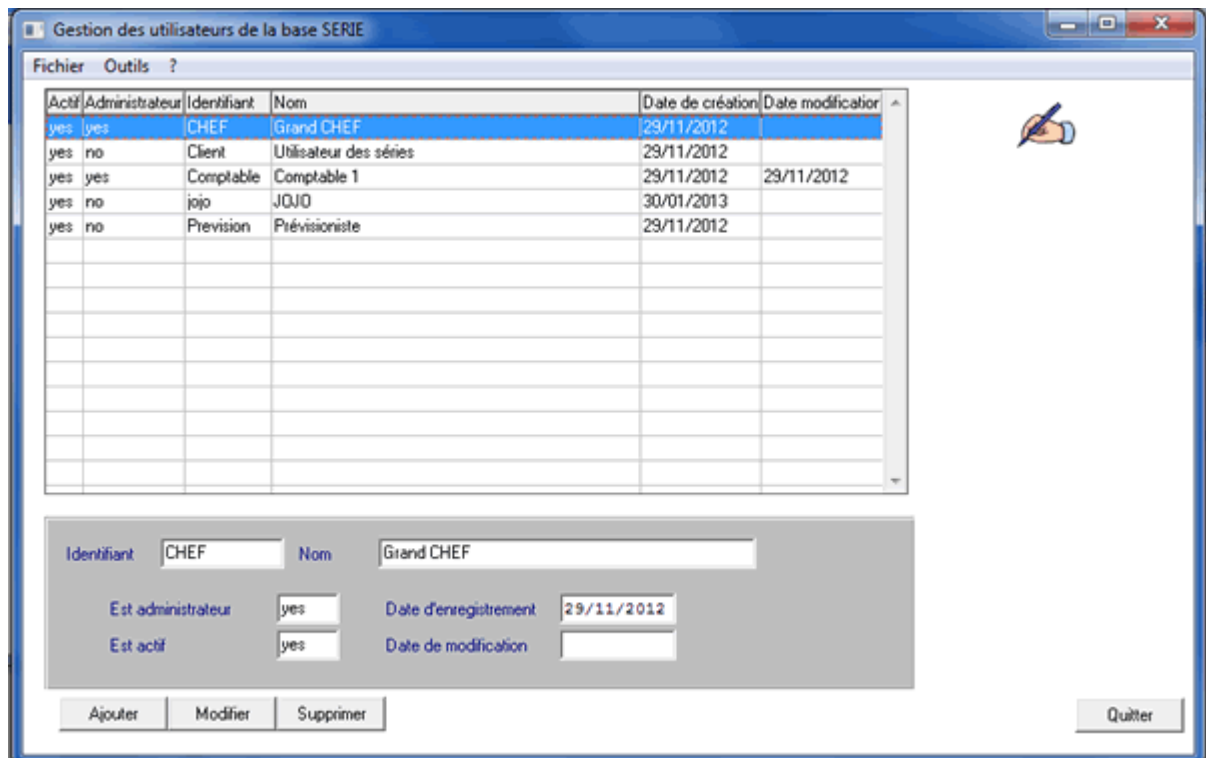 Gestion des utilisateurs de la base SERIE
Fichier Outils ?
Actif Administrateur Identifiant Nom Date de création Date modification
yes yes CHEF Grand CHEF 29/11/2012
yes no Client Utilisateur des séries 29/11/2012
yes yes Comptable Comptable 1 29/11/2012 29/11/2012
yes no jojo JOJO 30/01/2013
yes no Prevision Prévisioniste 29/11/2012
Identifiant CHEF Nom Grand CHEF
Est administrateur yes Date d'enregistrement 29/11/2012
Est actif yes Date de modification
Ajouter Modifier Supprimer Quitter